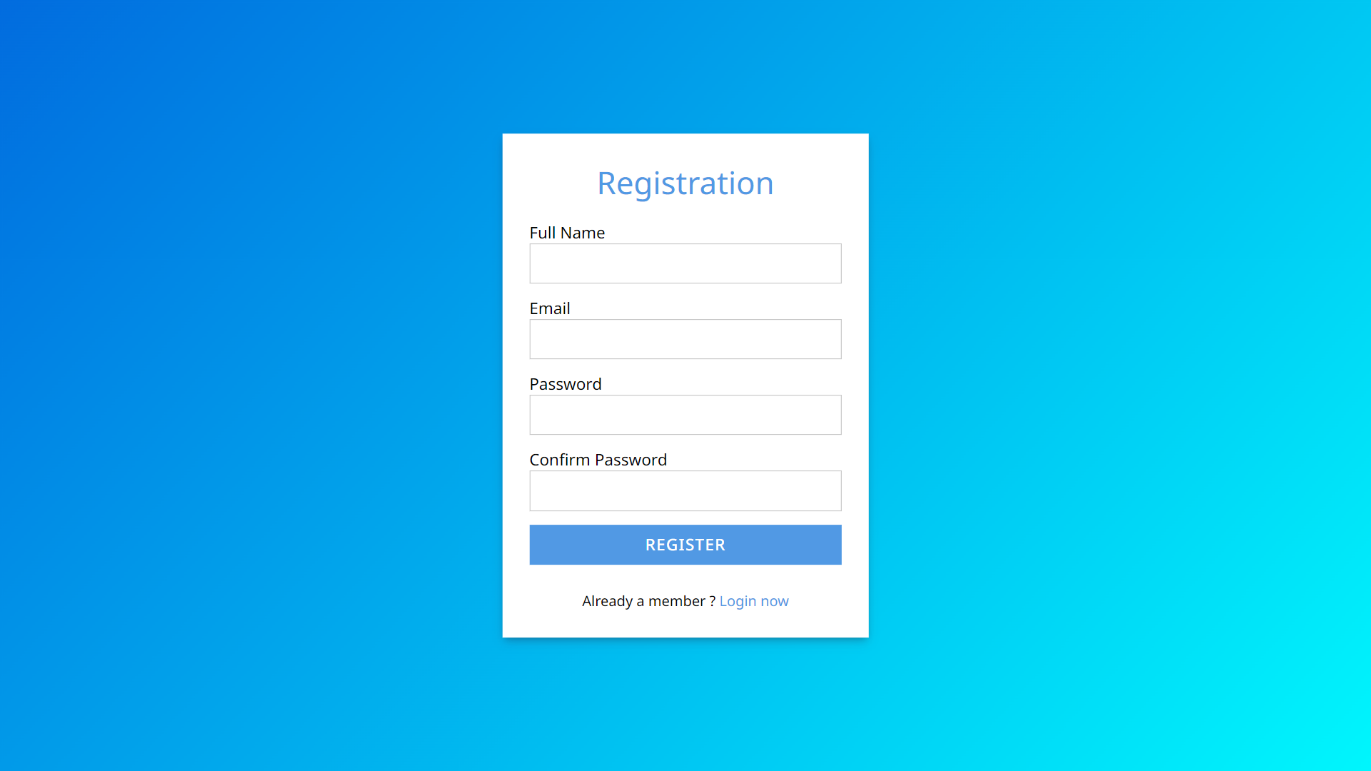 Registration
Full Name
Email
Password
Confirm Password
REGISTER
Already a member ? Login now